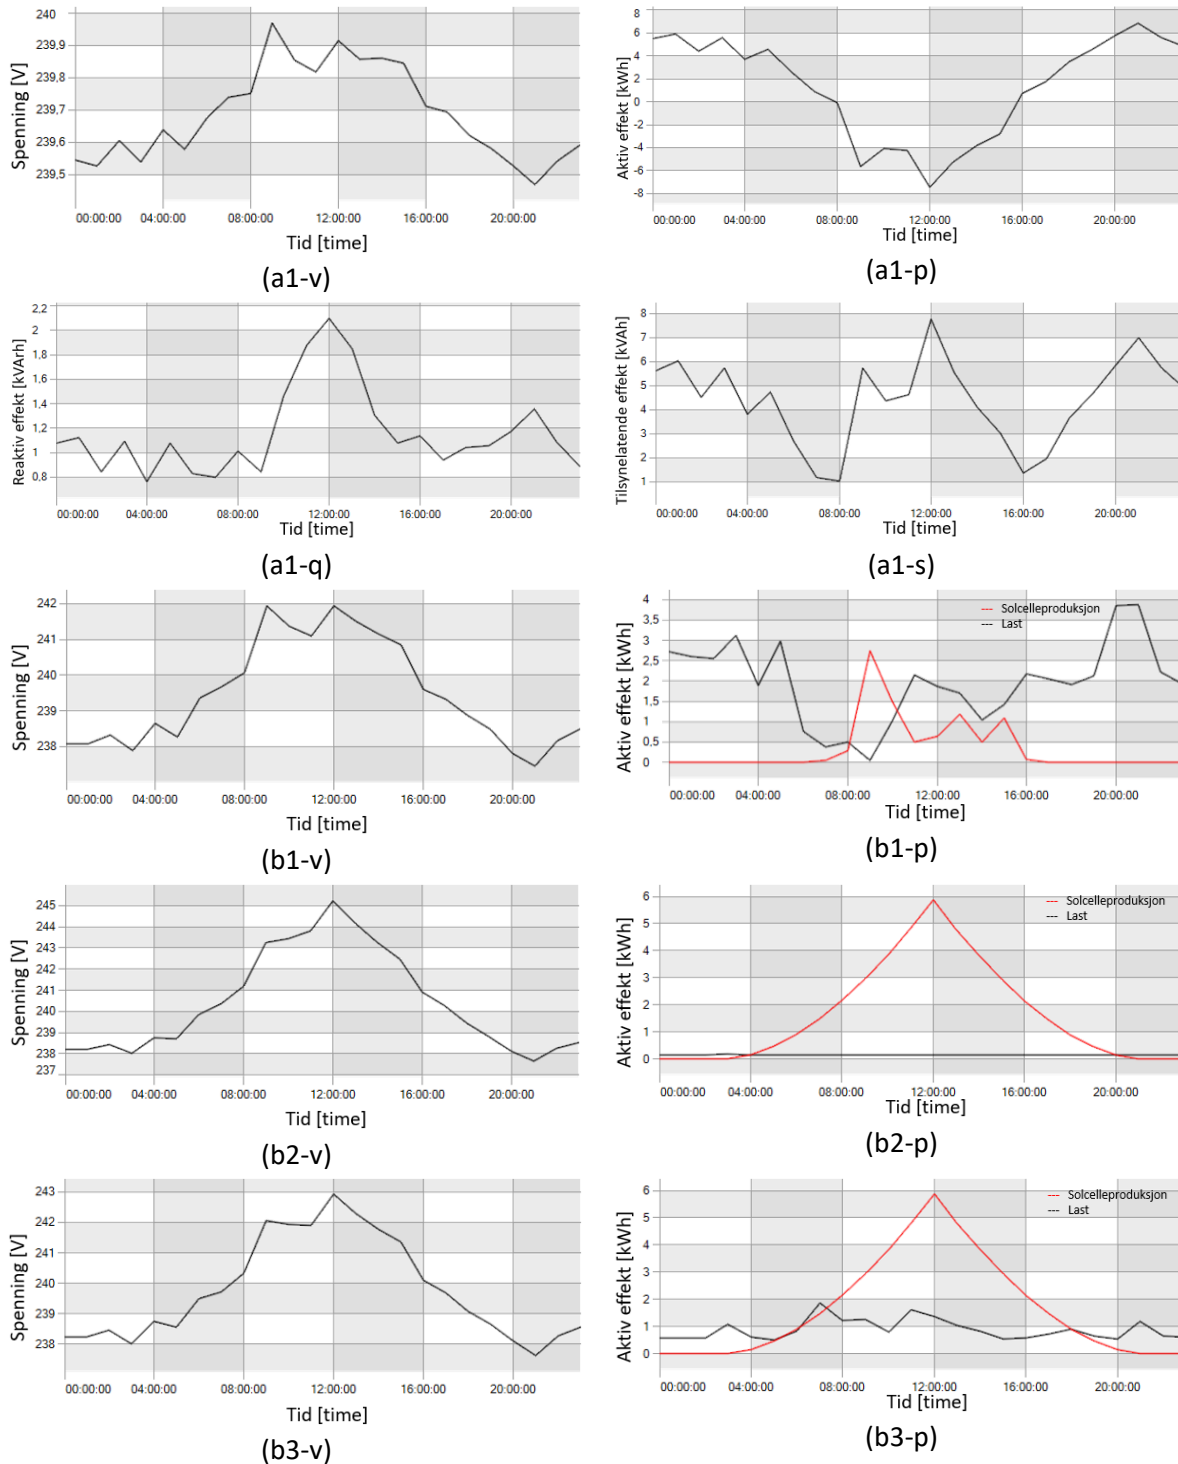 240
239,9
239,8
239,7
239,6
239,5
Spenning [V]
00:00:00 04:00:00 08:00:00 12:00:00 16:00:00 20:00:00
Tid [time]
(a1-v)
8
6
4
2
0
-2
-4
-6
-8
Aktiv effekt [kWh]
00:00:00 04:00:00 08:00:00 12:00:00 16:00:00 20:00:00
Tid [time]
(a1-p)
2,2
2
1,8
1,6
1,4
1,2
1
0,8
Reaktiv effekt [kVArh]
00:00:00 04:00:00 08:00:00 12:00:00 16:00:00 20:00:00
Tid [time]
(a1-q)
8
7
6
5
4
3
2
1
Tilsynelatende effekt [kVAh]
00:00:00 04:00:00 08:00:00 12:00:00 16:00:00 20:00:00
Tid [time]
(a1-s)
242
241
240
239
238
Spenning [V]
00:00:00 04:00:00 08:00:00 12:00:00 16:00:00 20:00:00
Tid [time]
(b1-v)
4
3,5
3
2,5
2
1,5
1
0,5
0
Aktiv effekt [kWh]
--- Solcelleproduksjon
--- Last
00:00:00 04:00:00 08:00:00 12:00:00 16:00:00 20:00:00
Tid [time]
(b1-p)
245
244
243
242
241
240
239
238
237
Spenning [V]
00:00:00 04:00:00 08:00:00 12:00:00 16:00:00 20:00:00
Tid [time]
(b2-v)
6
5
4
3
2
1
0
Aktiv effekt [kWh]
--- Solcelleproduksjon
--- Last
00:00:00 04:00:00 08:00:00 12:00:00 16:00:00 20:00:00
Tid [time]
(b2-p)
243
242
241
240
239
238
Spenning [V]
00:00:00 04:00:00 08:00:00 12:00:00 16:00:00 20:00:00
Tid [time]
(b3-v)
6
5
4
3
2
1
0
Aktiv effekt [kWh]
--- Solcelleproduksjon
--- Last
00:00:00 04:00:00 08:00:00 12:00:00 16:00:00 20:00:00
Tid [time]
(b3-p)